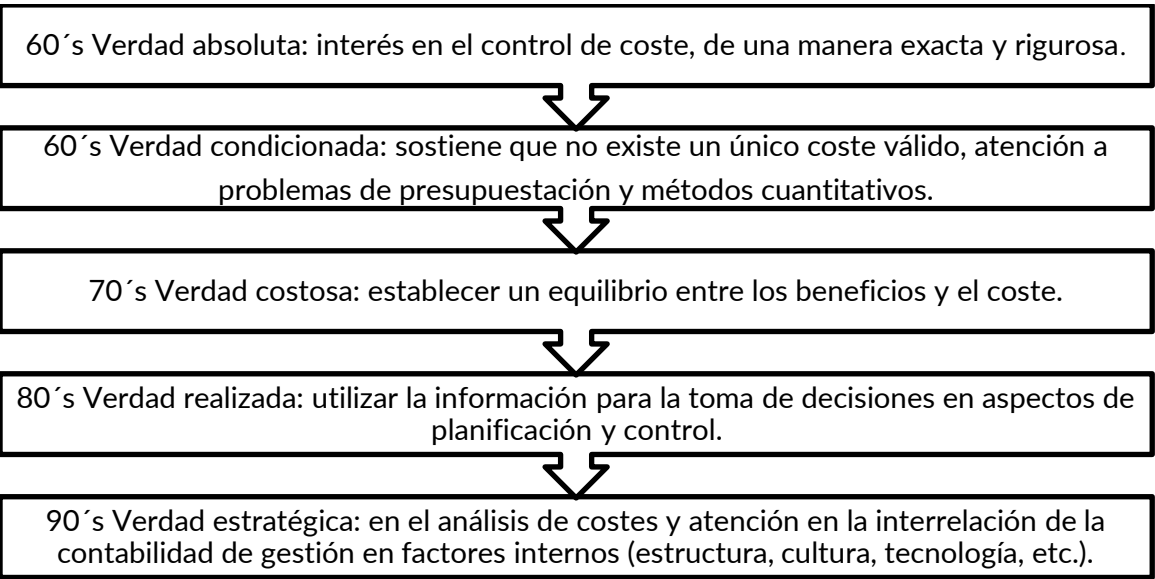 60´s Verdad absoluta: interés en el control de coste, de una manera exacta y rigurosa.
60´s Verdad condicionada: sostiene que no existe un único coste válido, atención a
problemas de presupuestación y métodos cuantitativos.
70´s Verdad costosa: establecer un equilibrio entre los beneficios y el coste.
80´s Verdad realizada: utilizar la información para la toma de decisiones en aspectos de
planificación y control.
90´s Verdad estratégica: en el análisis de costes y atención en la interrelación de la
contabilidad de gestión en factores internos (estructura, cultura, tecnología, etc.).